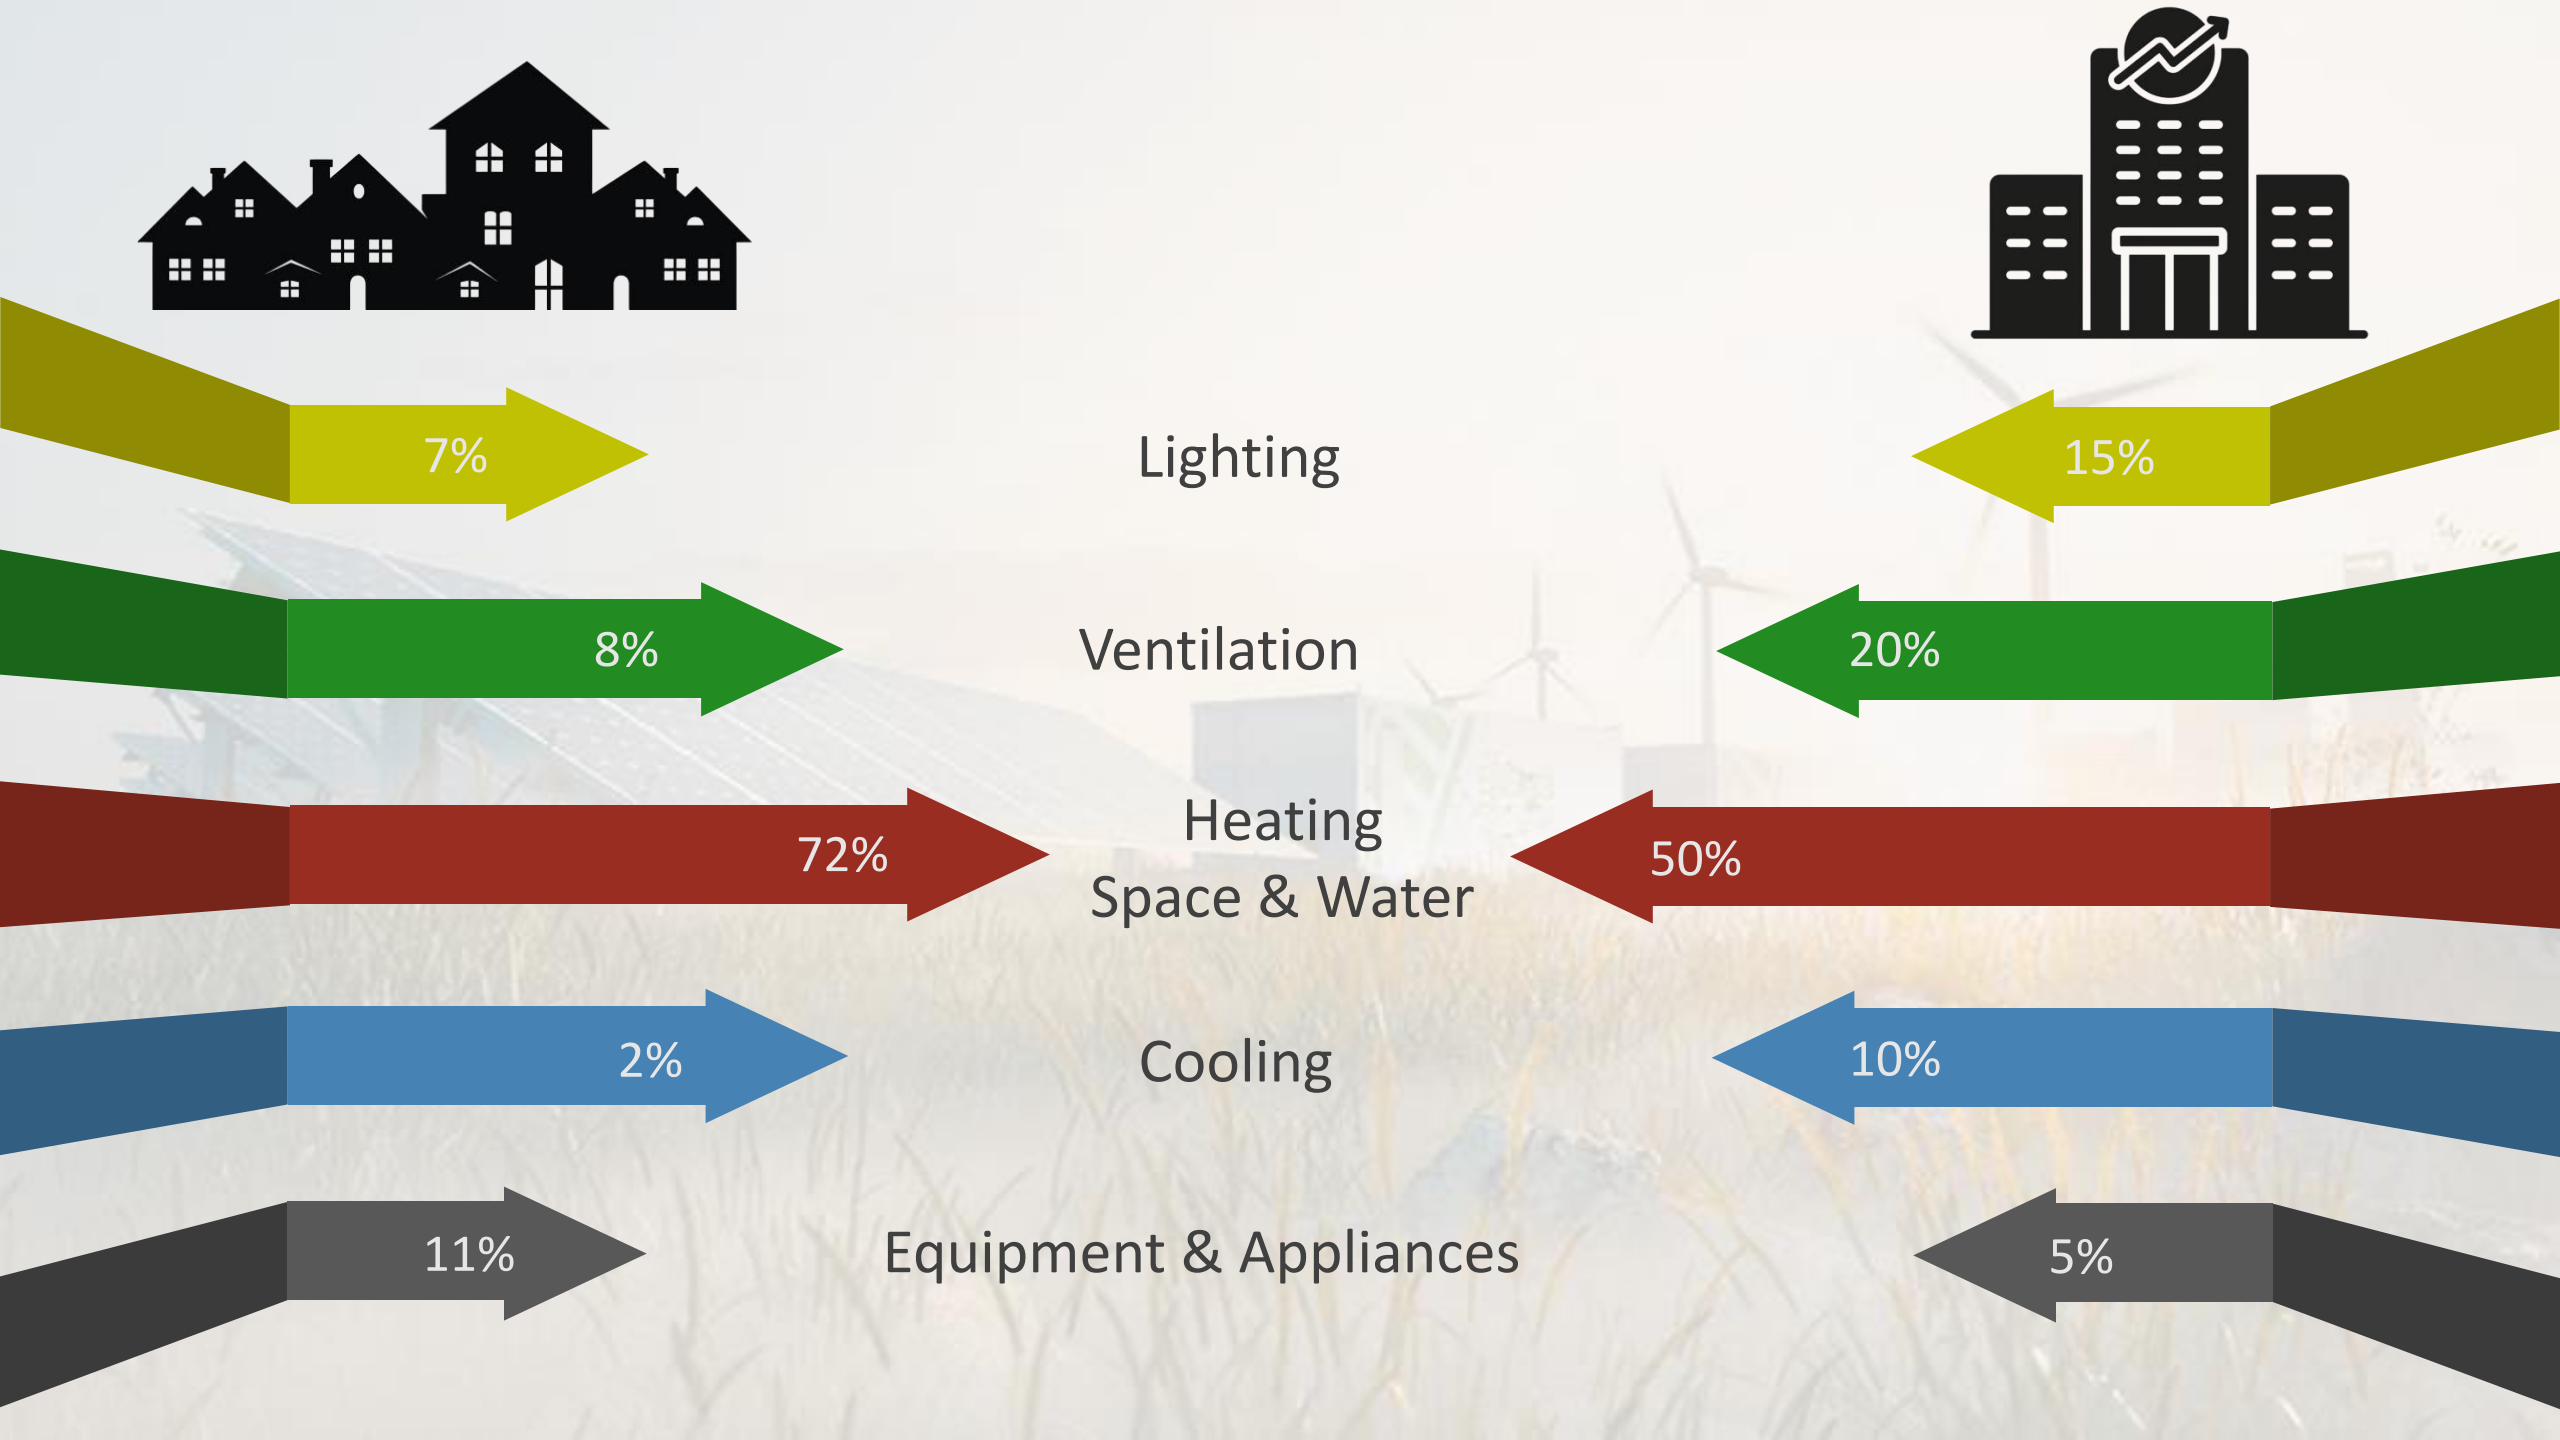 7%
Lighting
15%
8%
Ventilation
20%
72%
Heating
Space & Water
50%
2%
Cooling
10%
11%
Equipment & Appliances
5%